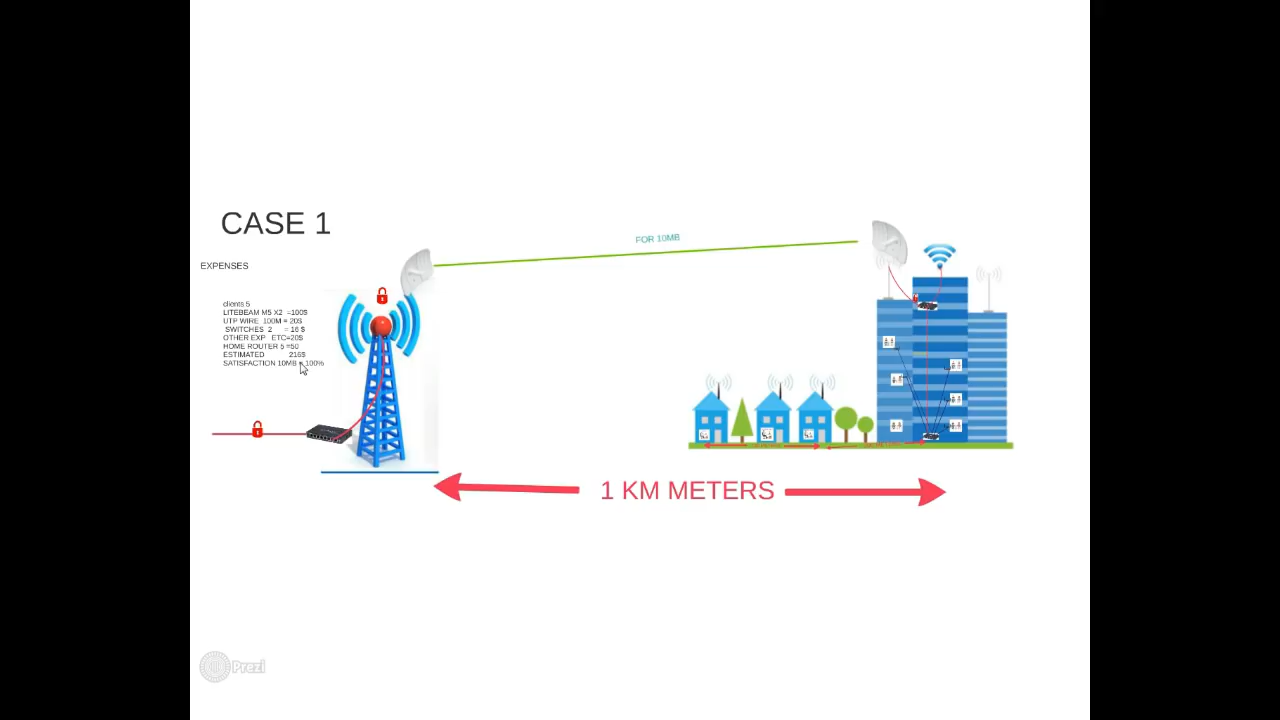 CASE 1
FOR 10MB
EXPENSES
clients 5
LITEBEAM M5 X2 =100$
UTP WIRE 100M = 20$
SWITCHES 2 = 16 $
OTHER EXP ETC=20$
HOME ROUTER 5 =50
ESTIMATED 216$
SATISFACTION 10MB = 100%
1 KM METERS
Prezi